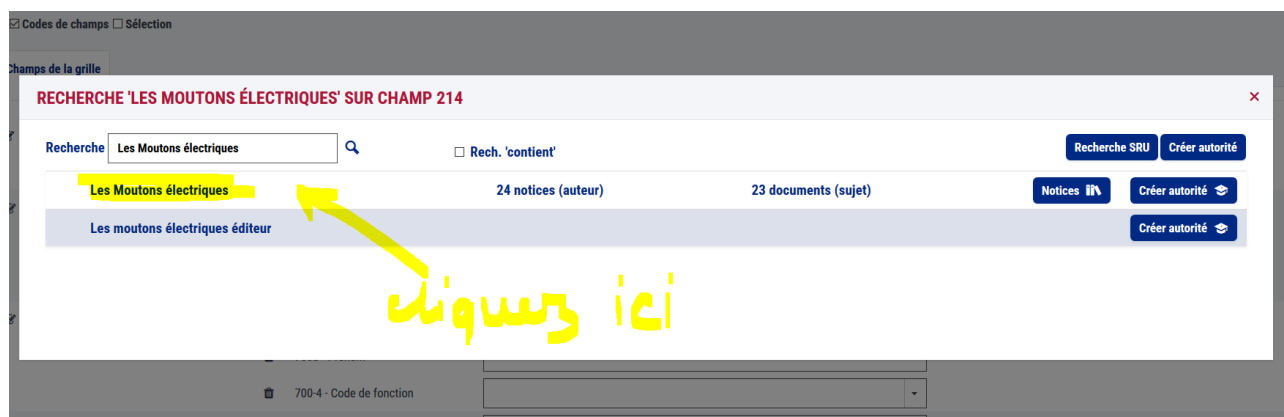 Codes de champs Sélection
Champs de la grille
RECHERCHE 'LES MOUTONS ÉLECTRIQUES' SUR CHAMP 214 ×
Recherche Les Moutons électriques Rech. 'contient' Recherche SRU Créer autorité
Les Moutons électriques 24 notices (auteur) 23 documents (sujet) Notices Créer autorité
Les moutons électriques éditeur Créer autorité
cliquez ici
700-4 - Code de fonction